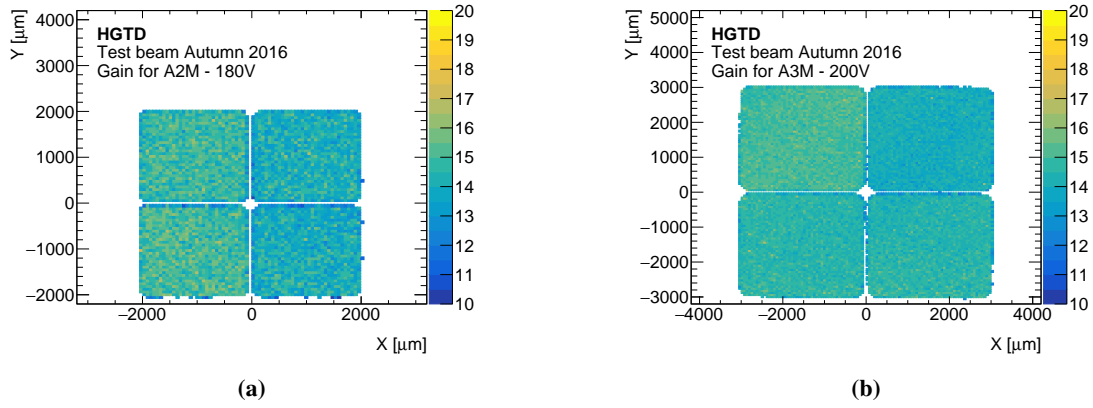 Y [μm]
4000
3000
2000
1000
0
−1000
−2000
HGTD
Test beam Autumn 2016
Gain for A2M - 180V
−2000 0 2000
X [μm]
20
19
18
17
16
15
14
13
12
11
10
(a)
Y [μm]
5000
4000
3000
2000
1000
0
−1000
−2000
−3000
HGTD
Test beam Autumn 2016
Gain for A3M - 200V
−4000 −2000 0 2000 4000
X [μm]
20
19
18
17
16
15
14
13
12
11
10
(b)